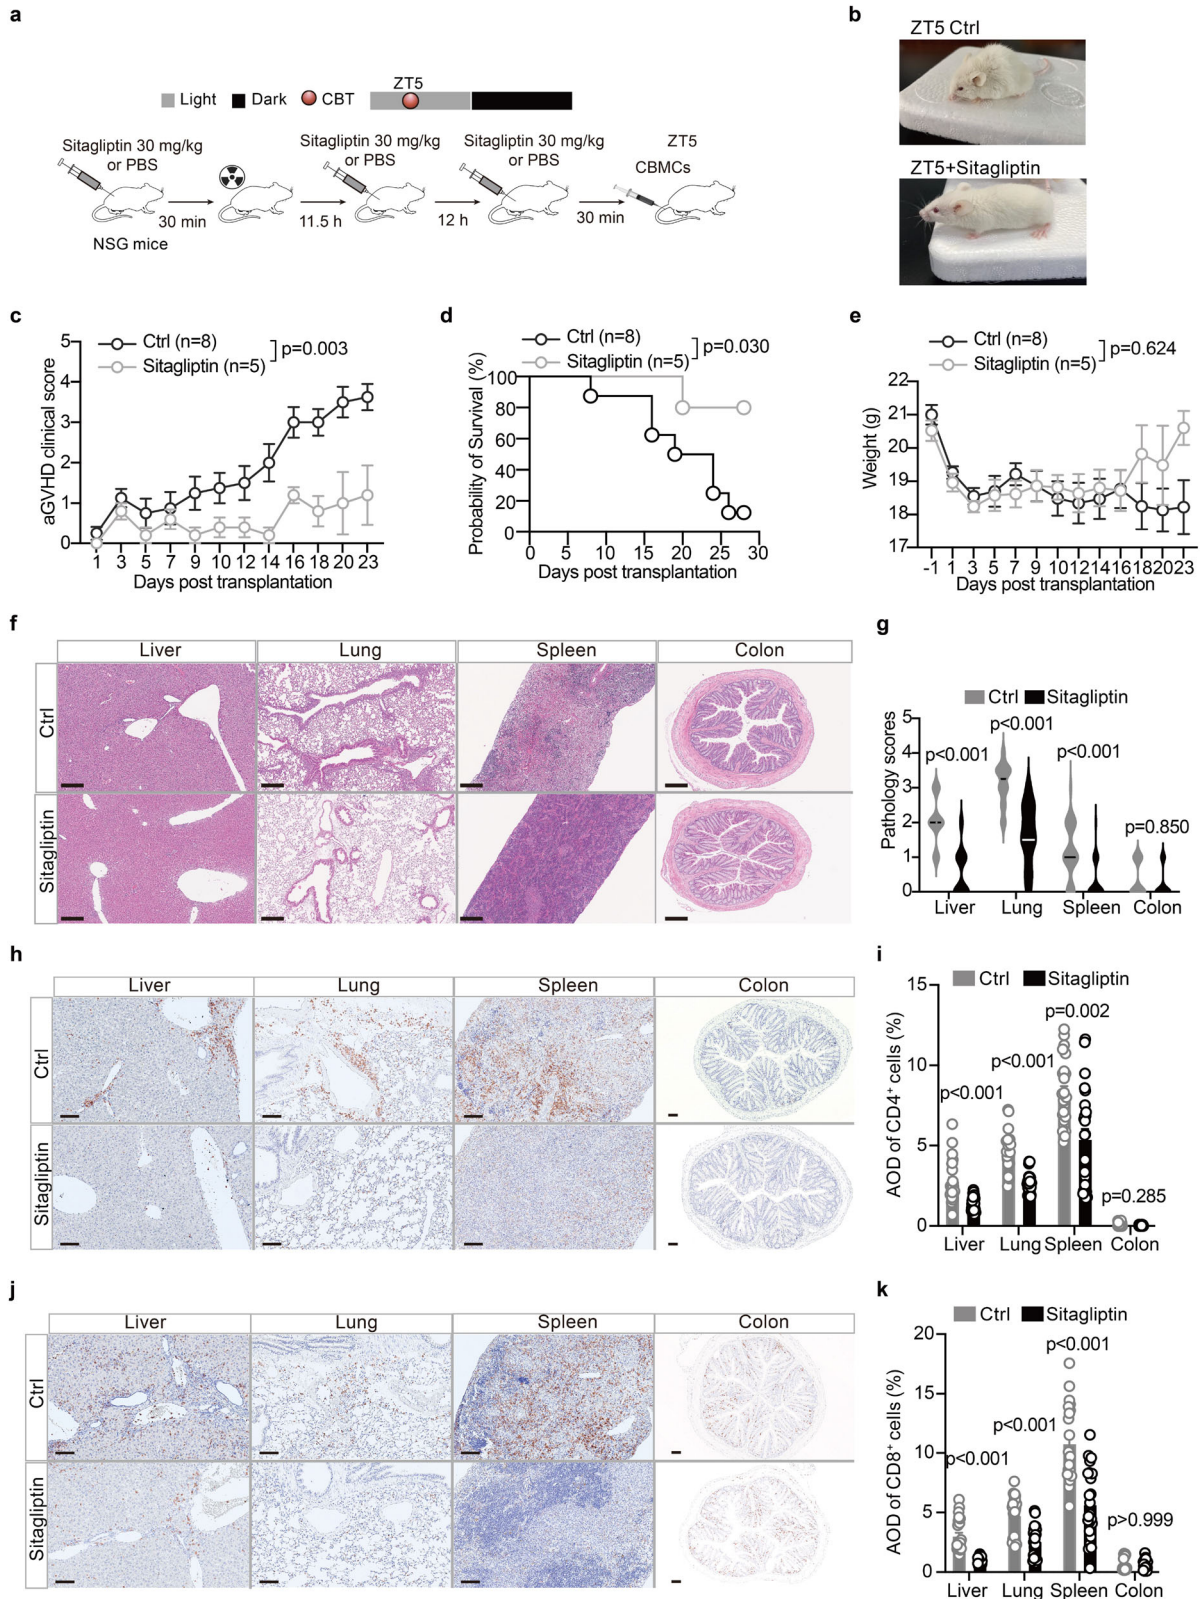 a
ZT5
Light Dark CBT
Sitagliptin 30 mg/kg
or PBS
Sitagliptin 30 mg/kg
or PBS
Sitagliptin 30 mg/kg
or PBS
ZT5
CBMCs
30 min
11.5 h
12 h
30 min
NSG mice
b
ZT5 Ctrl
ZT5+Sitagliptin
c
Ctrl (n=8)
Sitagliptin (n=5)
p=0.003
aGVHD clinical score
5
4
3
2
1
0
1 3 5 7 9 10 12 14 16 18 20 23
Days post transplantation
d
Ctrl (n=8)
Sitagliptin (n=5)
p=0.030
Probability of Survival (%)
100
80
60
40
20
0
0 5 10 15 20 25 30
Days post transplantation
e
Ctrl (n=8)
Sitagliptin (n=5)
p=0.624
Weight (g)
22
21
20
19
18
17
-1 1 3 5 7 9 10 12 14 16 18 20 23
Days post transplantation
f
Liver Lung Spleen Colon
Ctrl
Sitagliptin
g
Ctrl Sitagliptin
Pathology scores
5
4
3
2
1
0
p<0.001
p<0.001
p<0.001
p=0.850
Liver Lung Spleen Colon
h
Liver Lung Spleen Colon
Ctrl
Sitagliptin
i
Ctrl Sitagliptin
AOD of CD4⁺ cells (%)
15
10
5
0
p<0.001
p<0.001
p=0.002
p=0.285
Liver Lung Spleen Colon
j
Liver Lung Spleen Colon
Ctrl
Sitagliptin
k
Ctrl Sitagliptin
AOD of CD8⁺ cells (%)
20
15
10
5
0
p<0.001
p<0.001
p<0.001
p>0.999
Liver Lung Spleen Colon